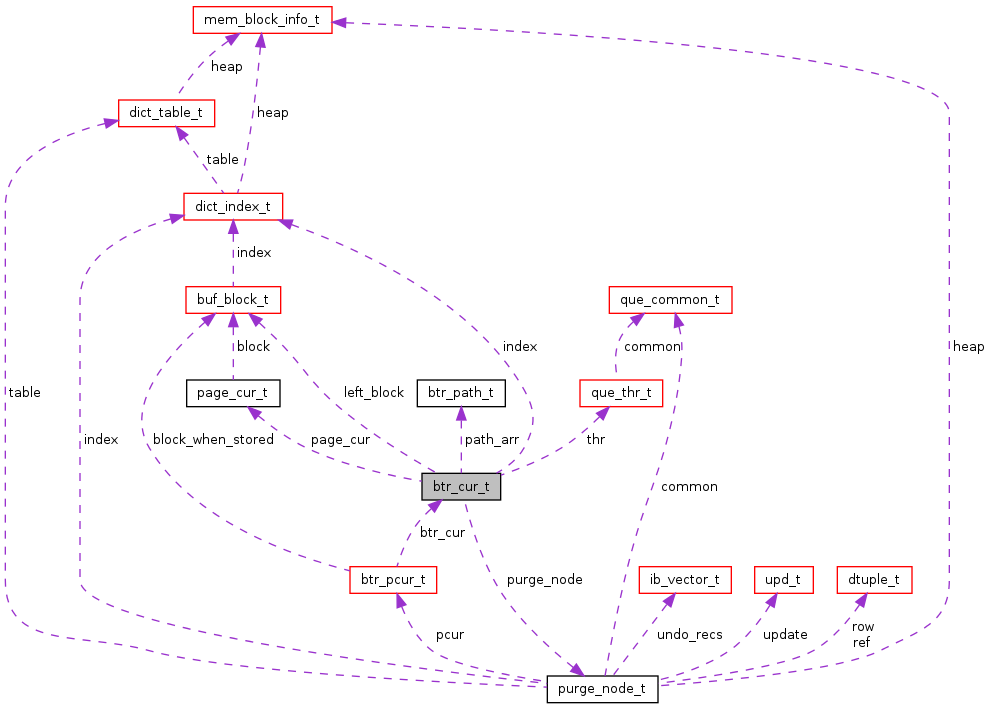 mem_block_info_t
heap
dict_table_t
heap
table
dict_index_t
index
buf_block_t
que_common_t
block
index
common
heap
table
left_block
page_cur_t
btr_path_t
que_thr_t
index
block_when_stored
page_cur
path_arr
thr
btr_cur_t
common
btr_cur
btr_pcur_t
purge_node
ib_vector_t
upd_t
dtuple_t
pcur
undo_recs
update
row
ref
purge_node_t